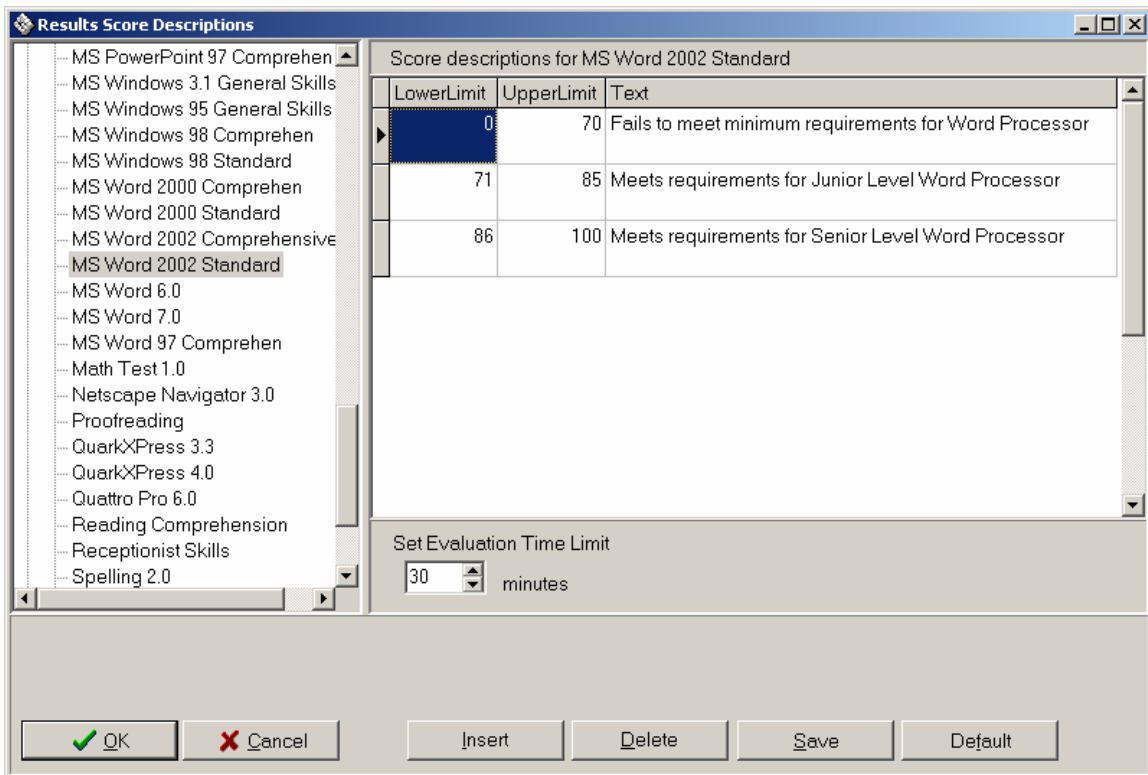 Results Score Descriptions
MS PowerPoint 97 Comprehen
MS Windows 3.1 General Skills
MS Windows 95 General Skills
MS Windows 98 Comprehen
MS Windows 98 Standard
MS Word 2000 Comprehen
MS Word 2000 Standard
MS Word 2002 Comprehensive
MS Word 2002 Standard
MS Word 6.0
MS Word 7.0
MS Word 97 Comprehen
Math Test 1.0
Netscape Navigator 3.0
Proofreading
QuarkXPress 3.3
QuarkXPress 4.0
Quattro Pro 6.0
Reading Comprehension
Receptionist Skills
Spelling 2.0
Score descriptions for MS Word 2002 Standard
LowerLimit UpperLimit Text
0 70 Fails to meet minimum requirements for Word Processor
71 85 Meets requirements for Junior Level Word Processor
86 100 Meets requirements for Senior Level Word Processor
Set Evaluation Time Limit
30 minutes
OK Cancel Insert Delete Save Default